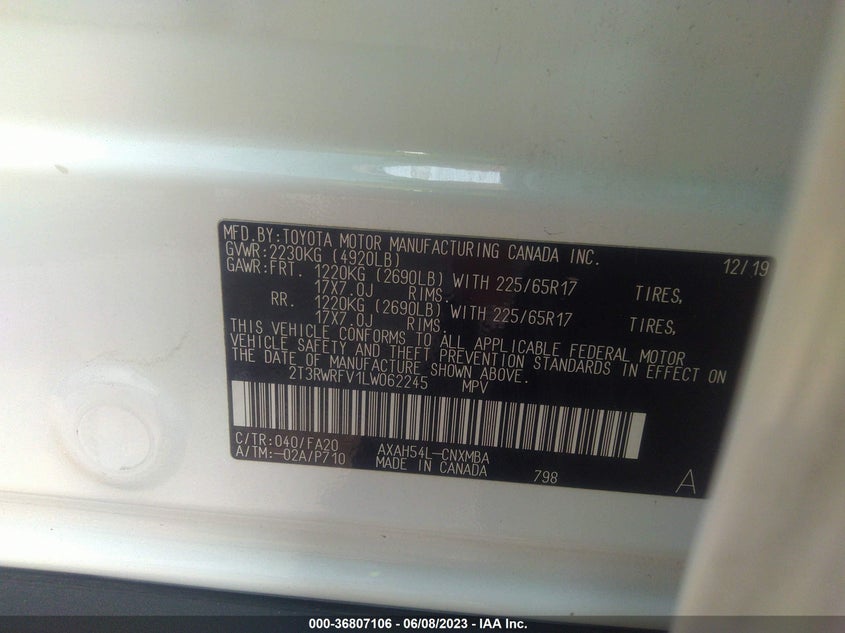 MFD.BY:TOYOTA MOTOR MANUFACTURING CANADA INC.
GVWR:2230KG (4920LB) 12/19
GAWR:FRT. 1220KG (2690LB) WITH 225/65R17 TIRES,
17X7.0J RIMS.
RR. 1220KG (2690LB) WITH 225/65R17 TIRES,
17X7.0J RIMS.
THIS VEHICLE CONFORMS TO ALL APPLICABLE FEDERAL MOTOR
VEHICLE SAFETY AND THEFT PREVENTION STANDARDS IN EFFECT ON
THE DATE OF MANUFACTURE SHOWN ABOVE.
2T3RWRFV1LW062245 MPV
C/TR:040/FA20 AXAH54L-CNXMBA
A/TM:-02A/P710 MADE IN CANADA 798 A
000-36807106 - 06/08/2023 - IAA Inc.